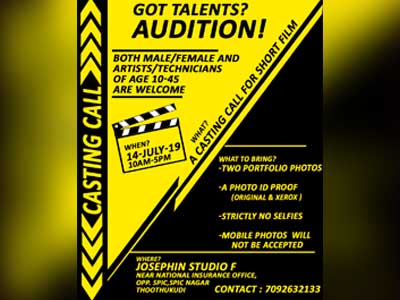 GOT TALENTS?
AUDITION!
BOTH MALE/FEMALE AND
ARTISTS/TECHNICIANS
OF AGE 10-45
ARE WELCOME
CASTING CALL
WHEN?
14-JULY-19
10AM-5PM
WHAT?
A CASTING CALL FOR SHORT FILM
WHAT TO BRING?
-TWO PORTFOLIO PHOTOS
-A PHOTO ID PROOF
(ORIGINAL & XEROX )
-STRICTLY NO SELFIES
-MOBILE PHOTOS WILL
NOT BE ACCEPTED
WHERE?
JOSEPHIN STUDIO F
NEAR NATIONAL INSURANCE OFFICE,
OPP. SPIC,SPIC NAGAR
THOOTHUKUDI
CONTACT : 7092632133